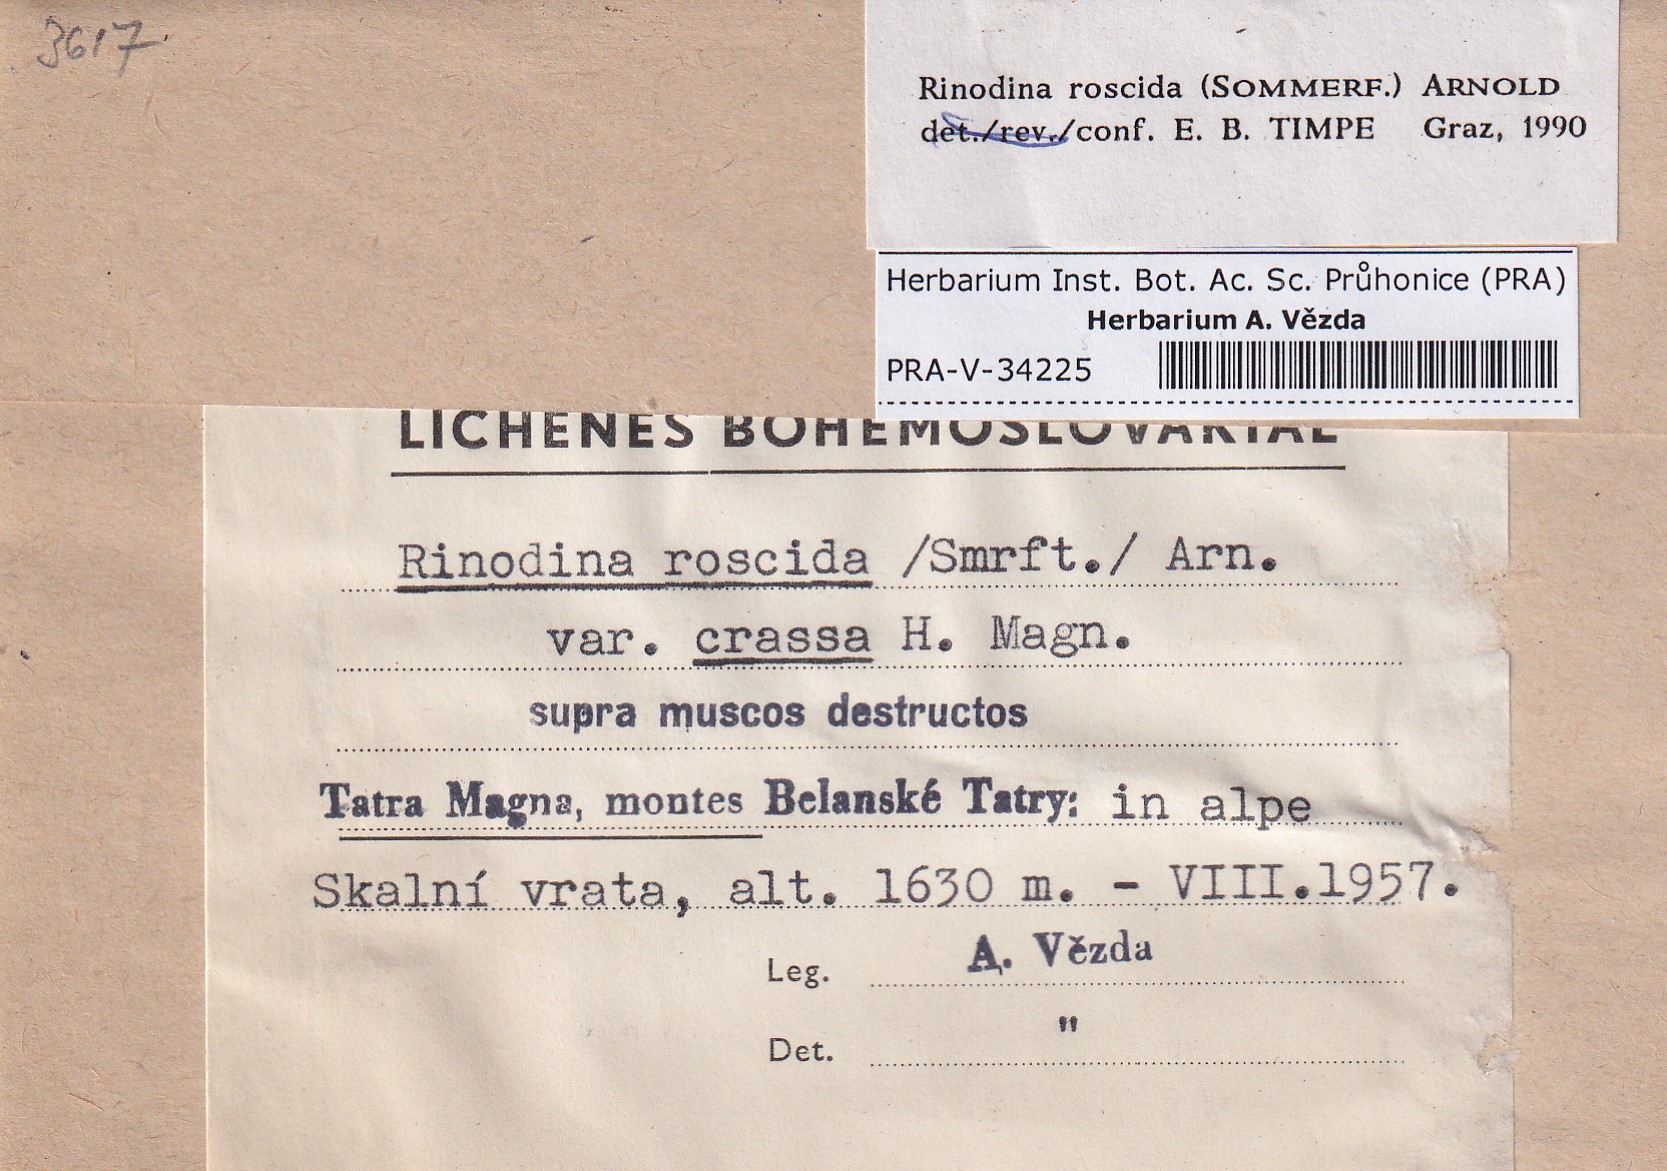 3617
Rinodina roscida (SOMMERF.) ARNOLD
det./rev./conf. E. B. TIMPE Graz, 1990
Herbarium Inst. Bot. Ac. Sc. Průhonice (PRA)
Herbarium A. Vězda
PRA-V-34225
LICHENES BOHEMOSLOVAKIAE
Rinodina roscida /Smrft./ Arn.
var. crassa H. Magn.
supra muscos destructos
Tatra Magna, montes Belanské Tatry: in alpe
Skalní vrata, alt. 1630 m. - VIII.1957.
Leg. A. Vězda
Det. "